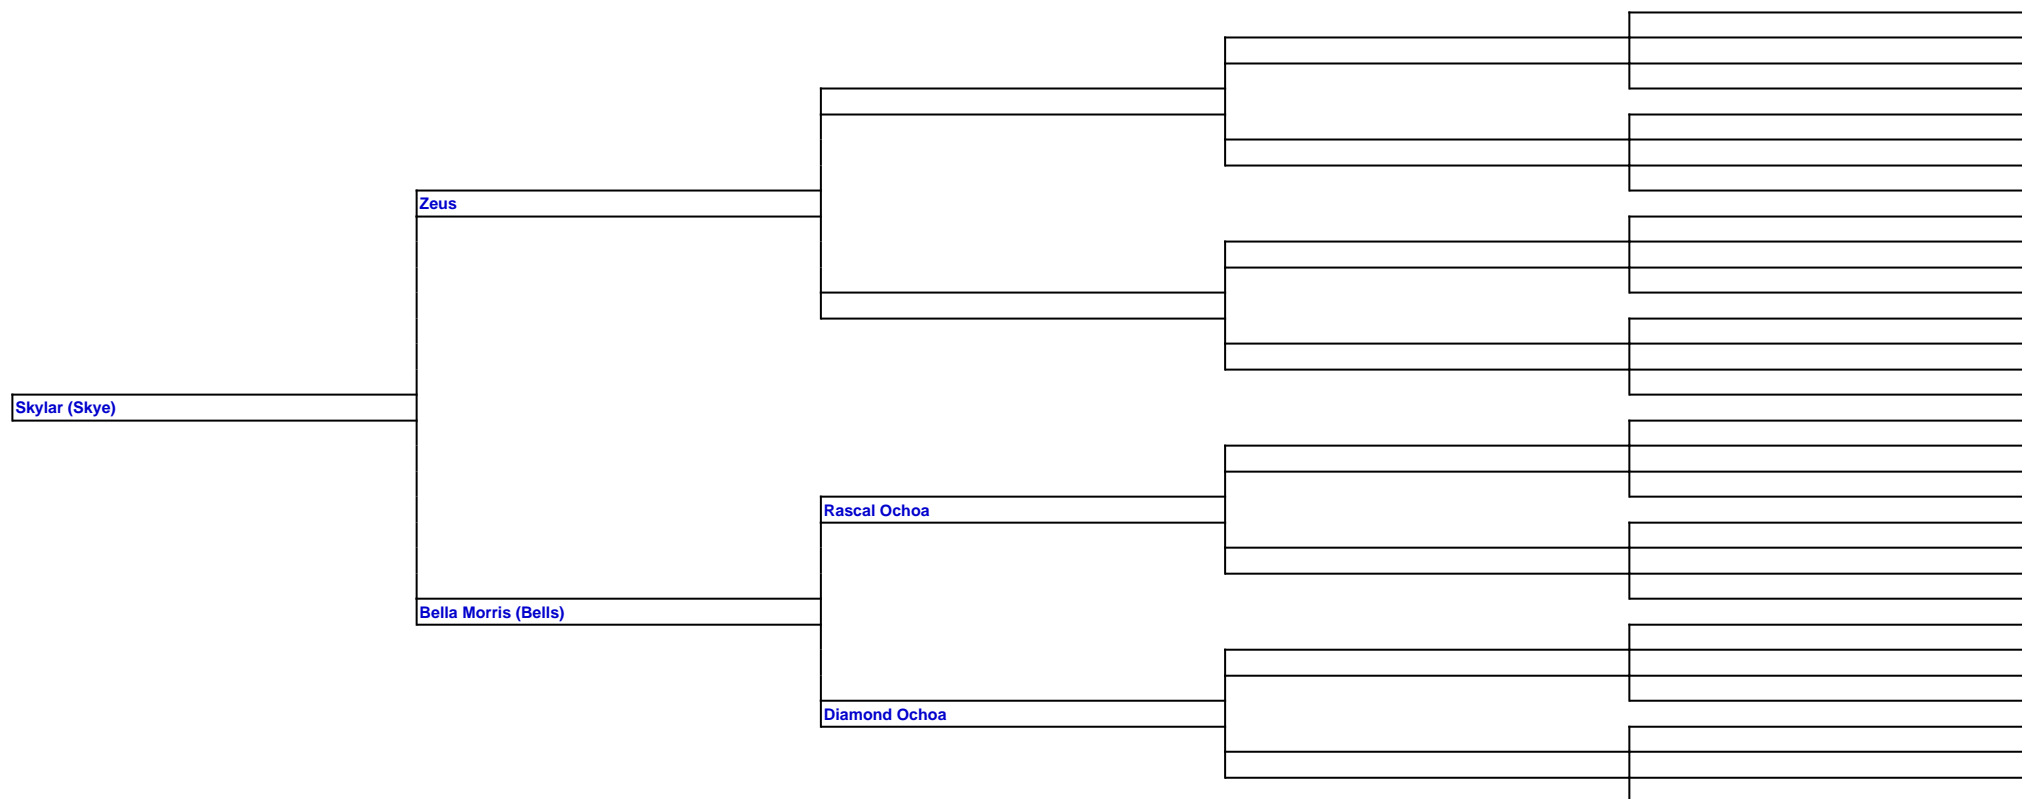 Zeus
Skylar (Skye)
Rascal Ochoa
Bella Morris (Bells)
Diamond Ochoa